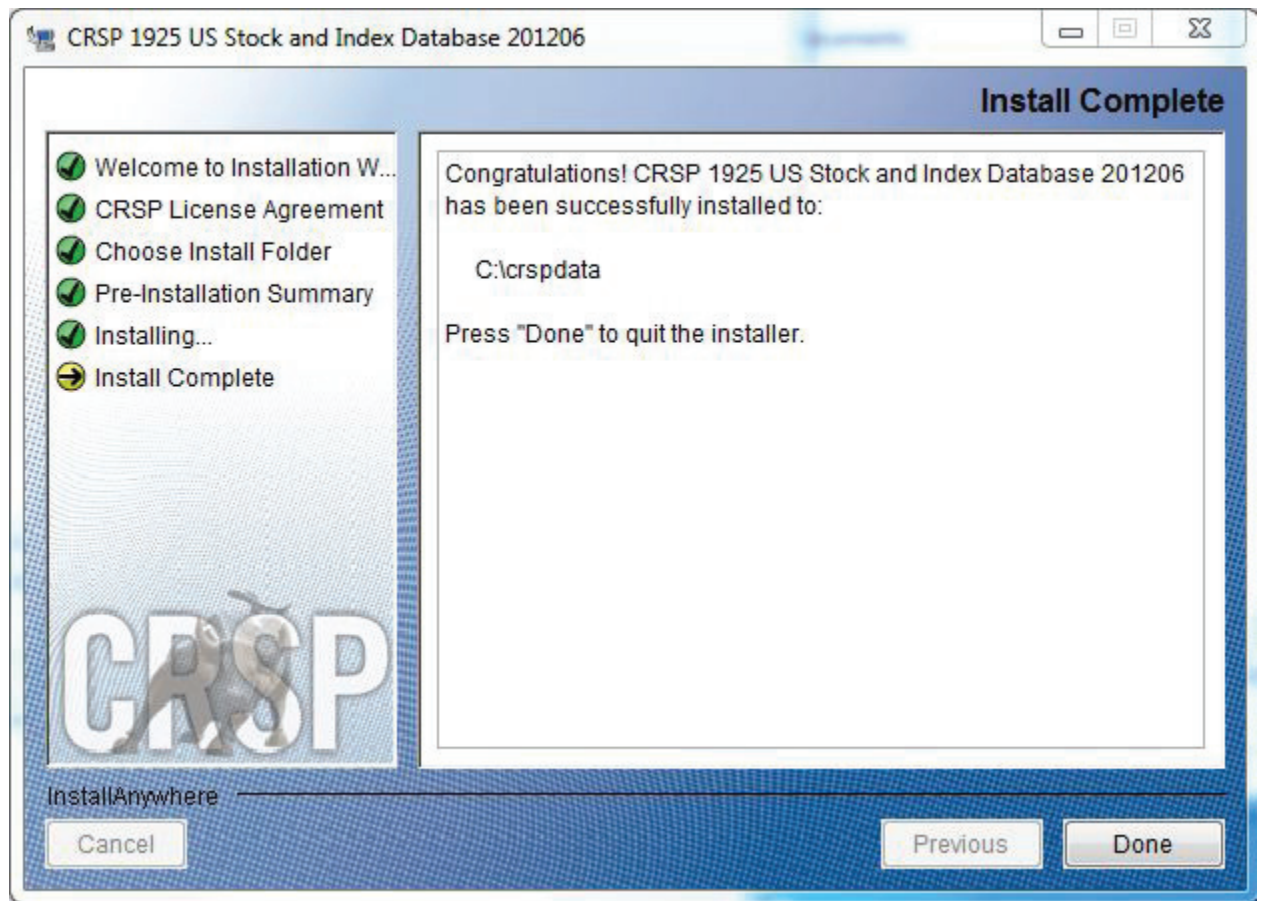 CRSP 1925 US Stock and Index Database 201206
Install Complete
Welcome to Installation W...
CRSP License Agreement
Choose Install Folder
Pre-Installation Summary
Installing...
Install Complete
Congratulations! CRSP 1925 US Stock and Index Database 201206
has been successfully installed to:
C:\crspdata
Press "Done" to quit the installer.
CRSP
InstallAnywhere
Cancel
Previous
Done